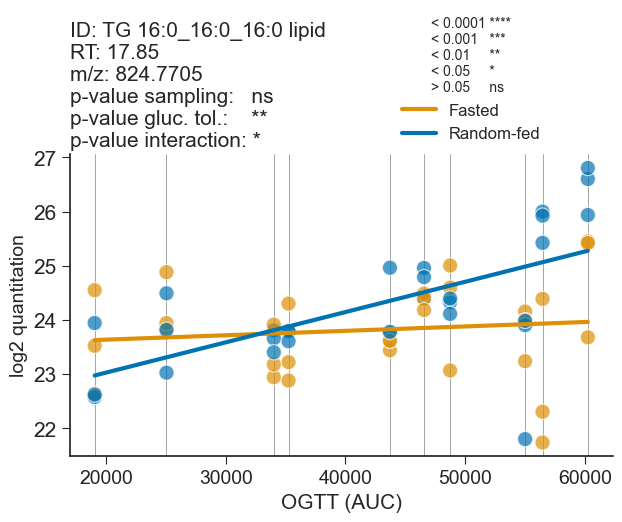 ID: TG 16:0_16:0_16:0 lipid
RT: 17.85
m/z: 824.7705
p-value sampling: ns
p-value gluc. tol.: **
p-value interaction: *
< 0.0001 ****
< 0.001 ***
< 0.01 **
< 0.05 *
> 0.05 ns
Fasted
Random-fed
27
26
25
24
23
22
log2 quantitation
20000 30000 40000 50000 60000
OGTT (AUC)